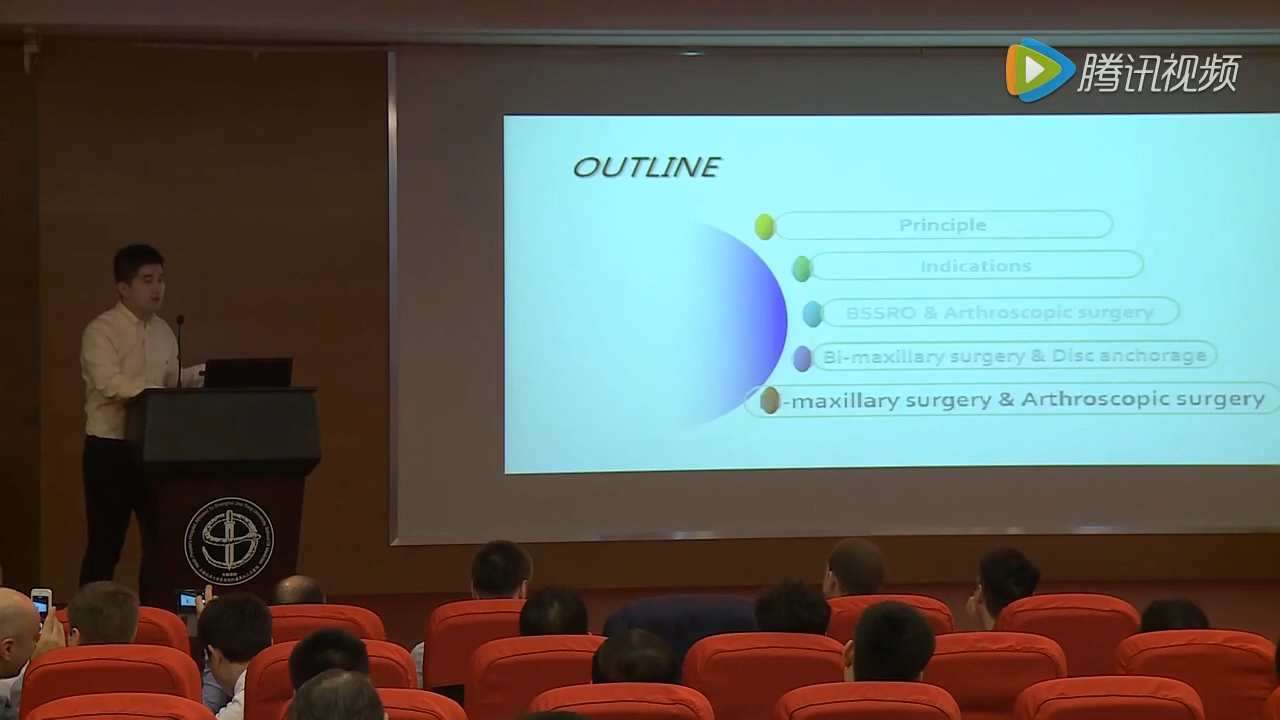 腾讯视频
OUTLINE
Principle
Indications
BSSRO & Arthroscopic surgery
Bi-maxillary surgery & Disc anchorage
-maxillary surgery & Arthroscopic surgery